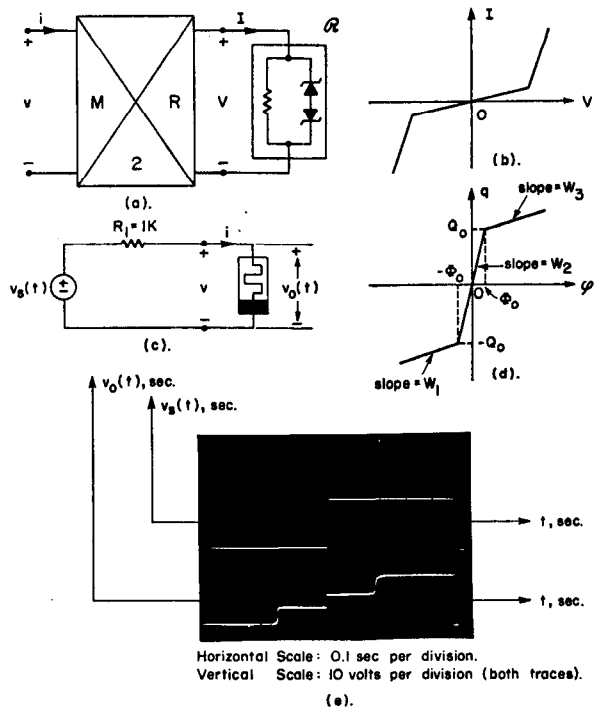 i I ℛ
+ + 
M R
v V
2
− −
(a).
I
V
O
(b).
R₁=1K
i
+ +
vₛ(t) ± v v₀(t)
− −
(c).
q
slope=W₃
Q₀
-Φ₀
slope=W₂
O Φ₀ φ
-Q₀
slope=W₁
(d).
v₀(t), sec.
vₛ(t), sec.
t, sec.
t, sec.
Horizontal Scale: 0.1 sec per division.
Vertical Scale: 10 volts per division (both traces).
(e).